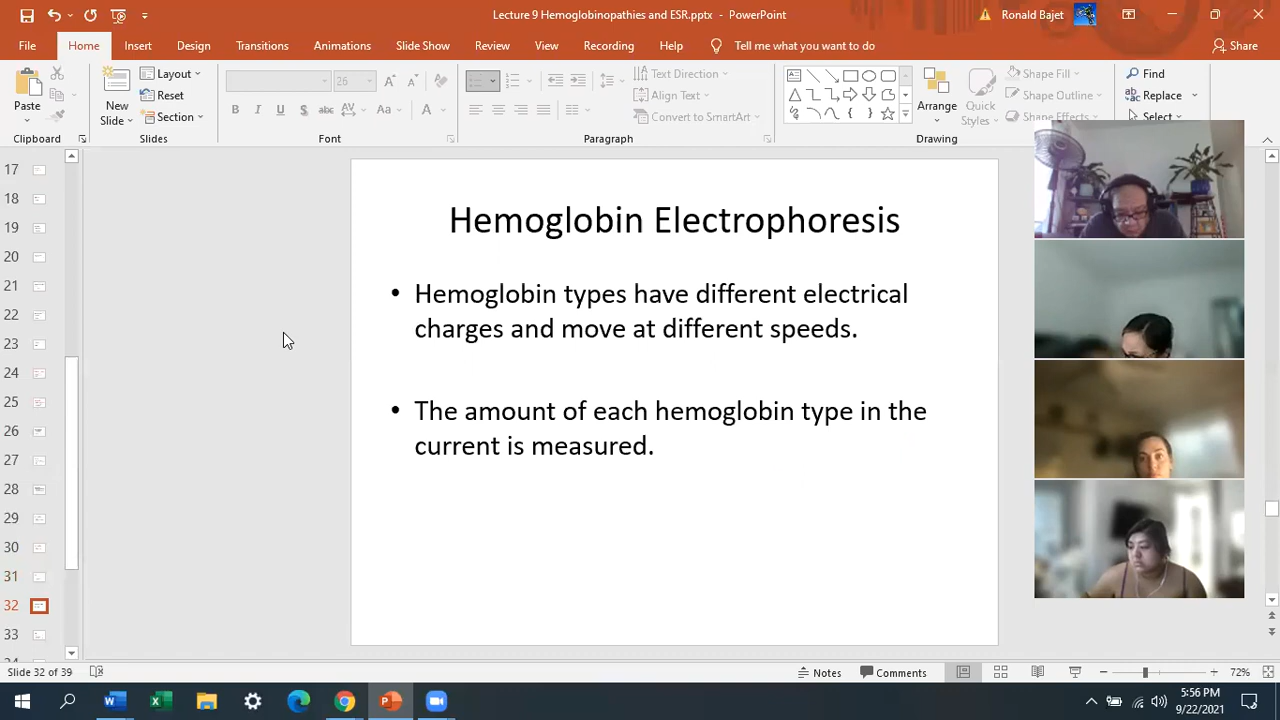 Lecture 9 Hemoglobinopathies and ESR.pptx - PowerPoint
Ronald Bajet
File Home Insert Design Transitions Animations Slide Show Review View Recording Help Tell me what you want to do Share
Paste
Clipboard
New Slide
Layout
Reset
Section
Slides
26
B I U S abc AV Aa A
Font
Text Direction
Align Text
Convert to SmartArt
Paragraph
Arrange
Quick Styles
Shape Fill
Shape Outline
Shape Effects
Drawing
Find
Replace
Select
17
18
19
20
21
22
23
24
25
26
27
28
29
30
31
32
33
Hemoglobin Electrophoresis
• Hemoglobin types have different electrical
charges and move at different speeds.
• The amount of each hemoglobin type in the
current is measured.
Slide 32 of 39
Notes
Comments
72%
5:56 PM
9/22/2021